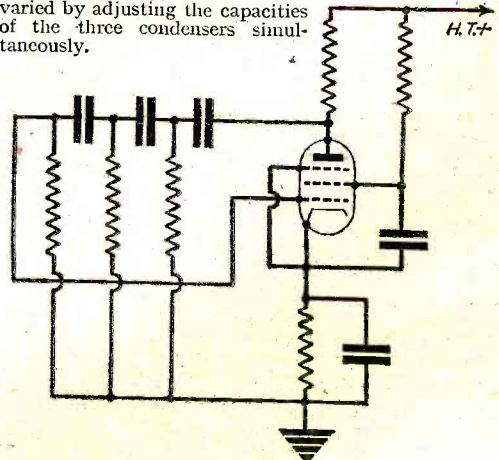 varied by adjusting the capacities
of the three condensers simul-
taneously.
H.T.+